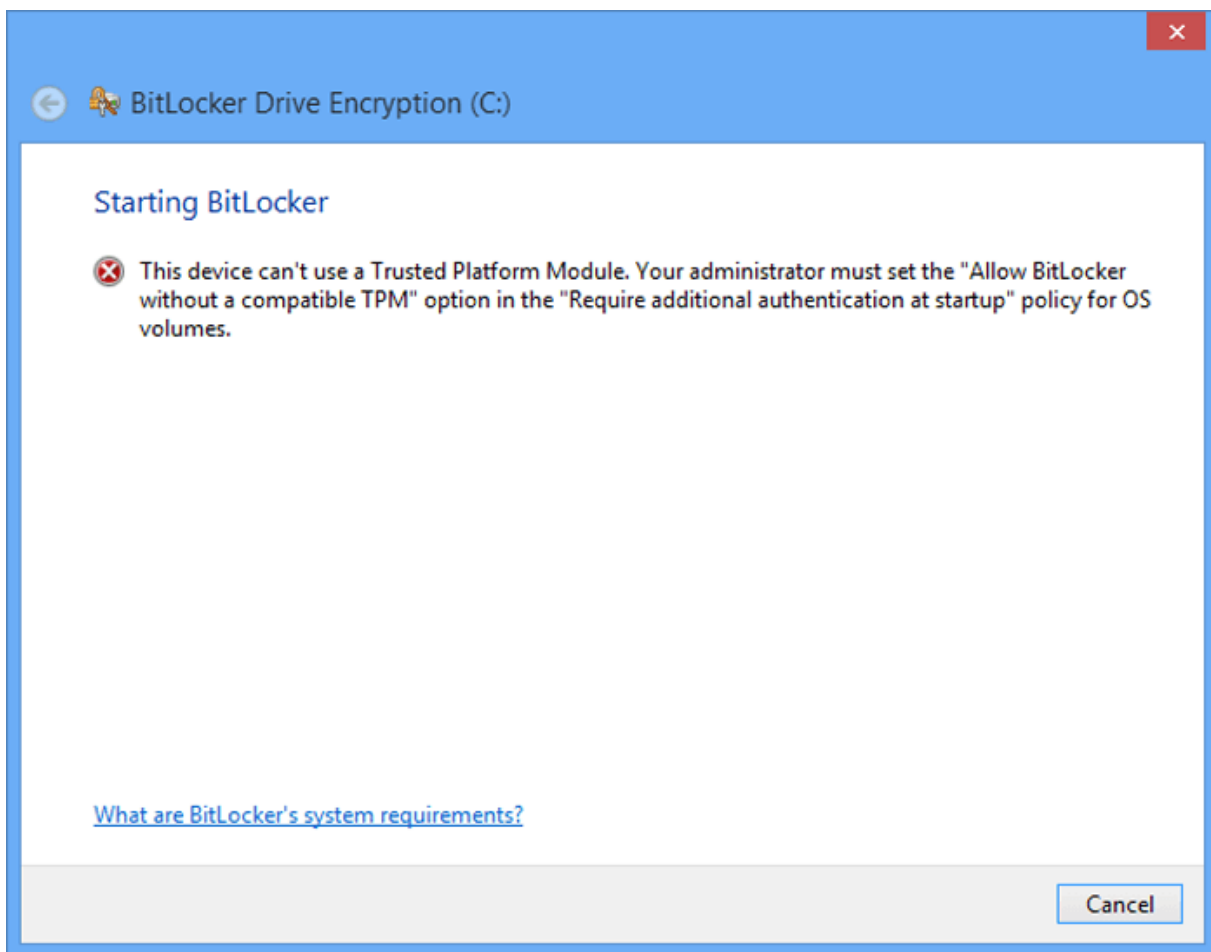 BitLocker Drive Encryption (C:)
Starting BitLocker
This device can't use a Trusted Platform Module. Your administrator must set the "Allow BitLocker
without a compatible TPM" option in the "Require additional authentication at startup" policy for OS
volumes.
What are BitLocker's system requirements?
Cancel